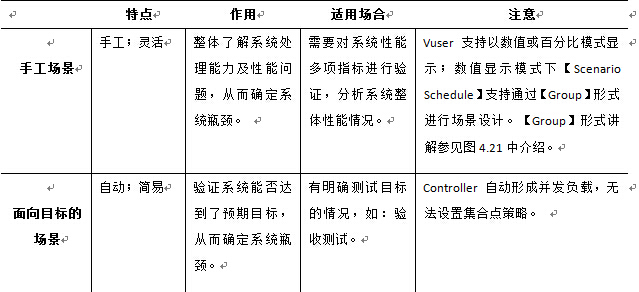 特点 作用 适用场合 注意
手工场景
手工；灵活
整体了解系统处
理能力及性能问
题，从而确定系
统瓶颈。
需要对系统性能
多项指标进行验
证，分析系统整
体性能情况。
Vuser 支持以数值或百分比模式显
示；数值显示模式下【Scenario
Schedule】支持通过【Group】形式
进行场景设计。【Group】形式讲
解参见图 4.21 中介绍。
面向目标的
场景
自动；简易
验证系统能否达
到了预期目标，
从而确定系统瓶
颈。
有明确测试目标
的情况，如：验
收测试。
Controller 自动形成并发负载，无
法设置集合点策略。